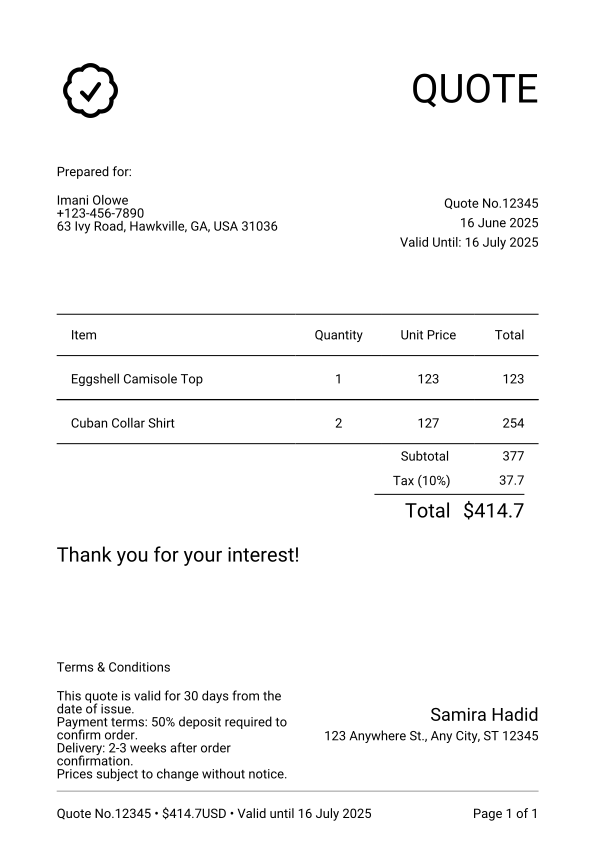 QUOTE
Prepared for:
Imani Olowe
+123-456-7890
63 Ivy Road, Hawkville, GA, USA 31036
Quote No.12345
16 June 2025
Valid Until: 16 July 2025
Item Quantity Unit Price Total
Eggshell Camisole Top 1 123 123
Cuban Collar Shirt 2 127 254
Subtotal 377
Tax (10%) 37.7
Total $414.7
Thank you for your interest!
Terms & Conditions
This quote is valid for 30 days from the
date of issue.
Payment terms: 50% deposit required to
confirm order.
Delivery: 2-3 weeks after order
confirmation.
Prices subject to change without notice.
Samira Hadid
123 Anywhere St., Any City, ST 12345
Quote No.12345 • $414.7USD • Valid until 16 July 2025 Page 1 of 1